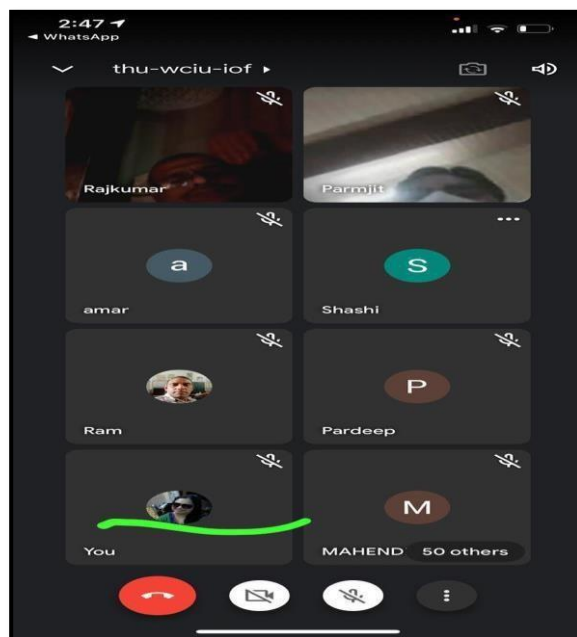 2:47
◄ WhatsApp
thu-wciu-iof ▸
Rajkumar
Parmjit
a
S
amar
Shashi
P
Ram
Pardeep
M
You
MAHEND 50 others